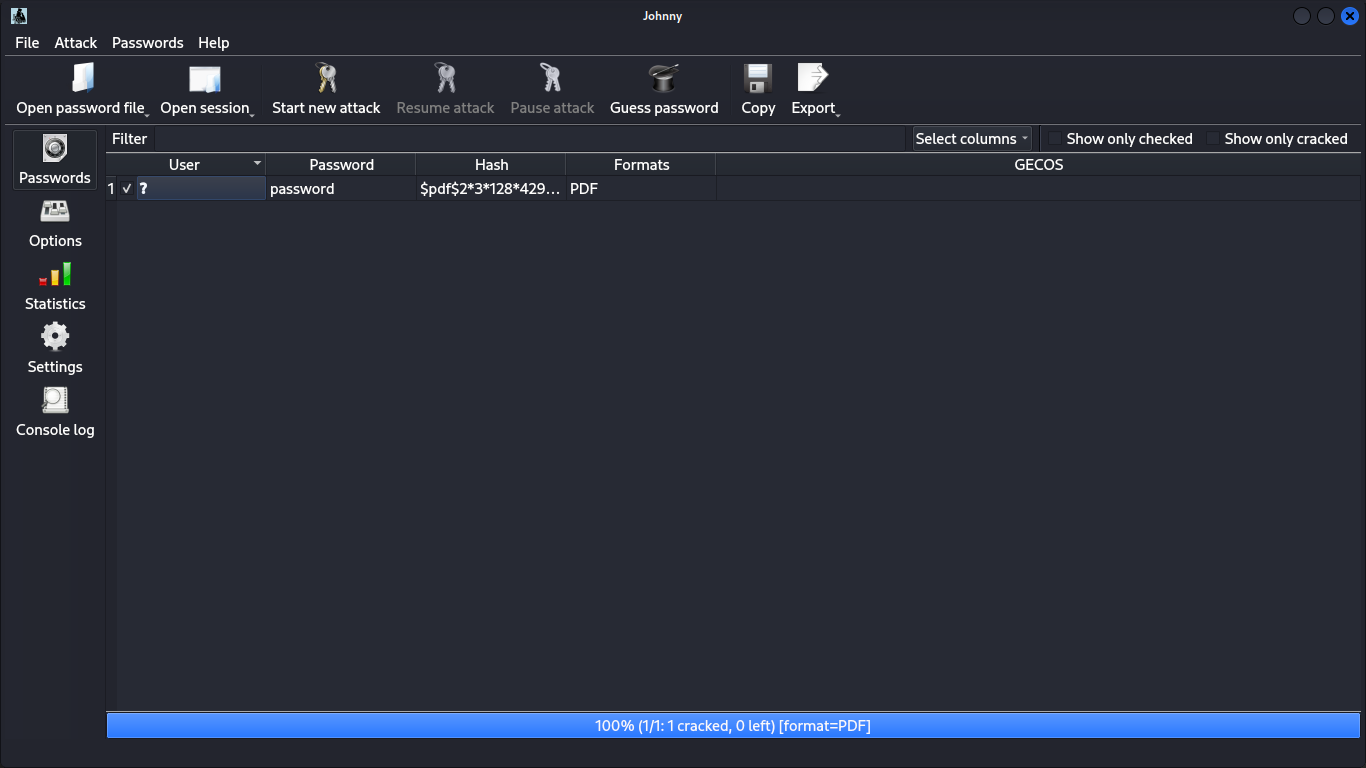 Johnny
File Attack Passwords Help
Open password file Open session Start new attack Resume attack Pause attack Guess password Copy Export
Filter Select columns Show only checked Show only cracked
Passwords
Options
Statistics
Settings
Console log
User Password Hash Formats GECOS
1 ? password $pdf$2*3*128*429... PDF
100% (1/1: 1 cracked, 0 left) [format=PDF]